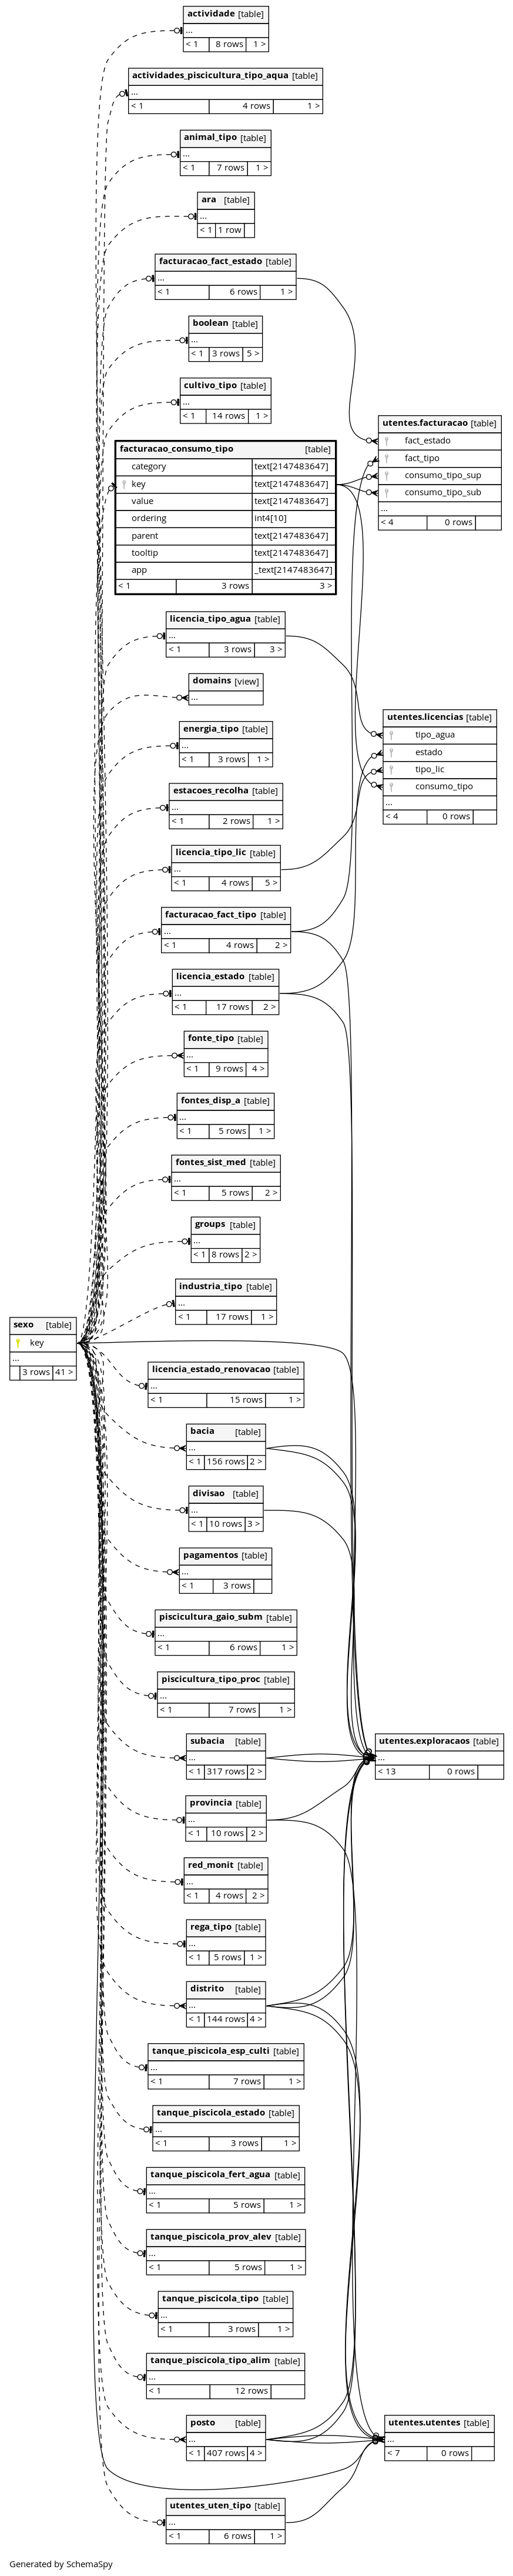 actividade [table]
...
< 1 8 rows 1 >
actividades_piscicultura_tipo_aqua [table]
...
< 1 4 rows 1 >
animal_tipo [table]
...
< 1 7 rows 1 >
ara [table]
...
< 1 1 row
facturacao_fact_estado [table]
...
< 1 6 rows 1 >
boolean [table]
...
< 1 3 rows 5 >
cultivo_tipo [table]
...
< 1 14 rows 1 >
utentes.facturacao [table]
fact_estado
fact_tipo
consumo_tipo_sup
consumo_tipo_sub
...
< 4 0 rows
facturacao_consumo_tipo [table]
category text[2147483647]
key text[2147483647]
value text[2147483647]
ordering int4[10]
parent text[2147483647]
tooltip text[2147483647]
app _text[2147483647]
< 1 3 rows 3 >
licencia_tipo_agua [table]
...
< 1 3 rows 3 >
domains [view]
...
utentes.licencias [table]
tipo_agua
estado
tipo_lic
consumo_tipo
...
< 4 0 rows
energia_tipo [table]
...
< 1 3 rows 1 >
estacoes_recolha [table]
...
< 1 2 rows 1 >
licencia_tipo_lic [table]
...
< 1 4 rows 5 >
facturacao_fact_tipo [table]
...
< 1 4 rows 2 >
licencia_estado [table]
...
< 1 17 rows 2 >
fonte_tipo [table]
...
< 1 9 rows 4 >
fontes_disp_a [table]
...
< 1 5 rows 1 >
fontes_sist_med [table]
...
< 1 5 rows 2 >
groups [table]
...
< 1 8 rows 2 >
industria_tipo [table]
...
< 1 17 rows 1 >
sexo [table]
key
...
3 rows 41 >
licencia_estado_renovacao [table]
...
< 1 15 rows 1 >
bacia [table]
...
< 1 156 rows 2 >
divisao [table]
...
< 1 10 rows 3 >
pagamentos [table]
...
< 1 3 rows
piscicultura_gaio_subm [table]
...
< 1 6 rows 1 >
piscicultura_tipo_proc [table]
...
< 1 7 rows 1 >
subacia [table]
...
< 1 317 rows 2 >
utentes.exploracaos [table]
...
< 13 0 rows
provincia [table]
...
< 1 10 rows 2 >
red_monit [table]
...
< 1 4 rows 2 >
rega_tipo [table]
...
< 1 5 rows 1 >
distrito [table]
...
< 1 144 rows 4 >
tanque_piscicola_esp_culti [table]
...
< 1 7 rows 1 >
tanque_piscicola_estado [table]
...
< 1 3 rows 1 >
tanque_piscicola_fert_agua [table]
...
< 1 5 rows 1 >
tanque_piscicola_prov_alev [table]
...
< 1 5 rows 1 >
tanque_piscicola_tipo [table]
...
< 1 3 rows 1 >
tanque_piscicola_tipo_alim [table]
...
< 1 12 rows
posto [table]
...
< 1 407 rows 4 >
utentes.utentes [table]
...
< 7 0 rows
utentes_uten_tipo [table]
...
< 1 6 rows 1 >
Generated by SchemaSpy